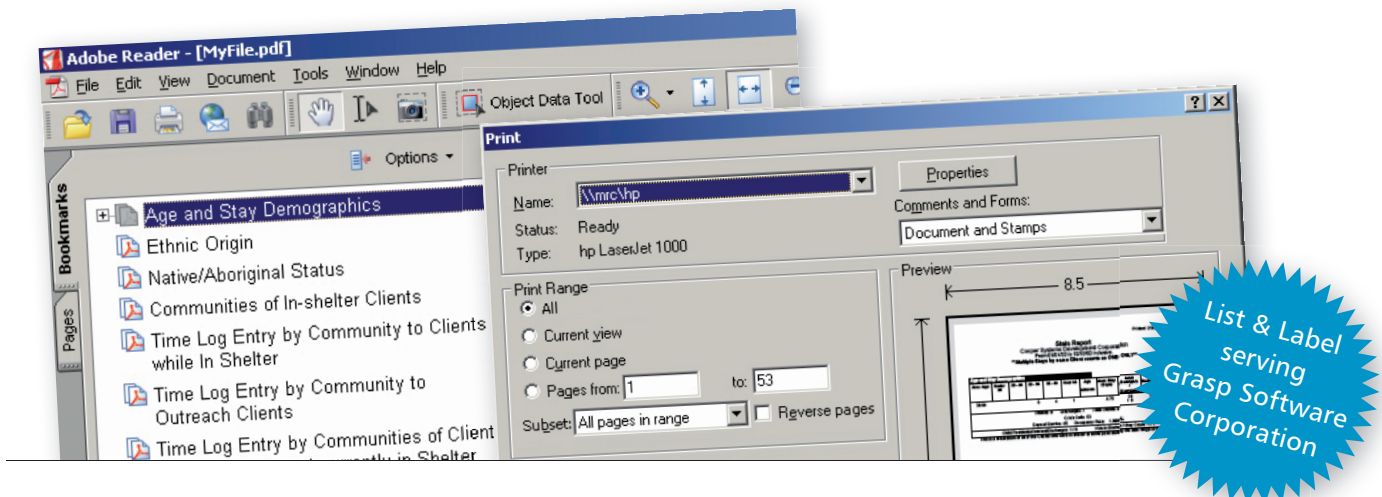 Adobe Reader - [MyFile.pdf]
File Edit View Document Tools Window Help
Object Data Tool
Options
Bookmarks
Pages
Age and Stay Demographics
Ethnic Origin
Native/Aboriginal Status
Communities of In-shelter Clients
Time Log Entry by Community to Clients
while In Shelter
Time Log Entry by Community to
Outreach Clients
Time Log Entry by Communities of Client
currently in Shelter
Print
Printer
Name: \\mrc\hp
Properties
Status: Ready
Comments and Forms:
Type: hp LaserJet 1000
Document and Stamps
Print Range
All
Current view
Current page
Pages from: 1 to: 53
Subset: All pages in range
Reverse pages
Preview
8.5
Stats Report
List & Label
serving
Grasp Software
Corporation